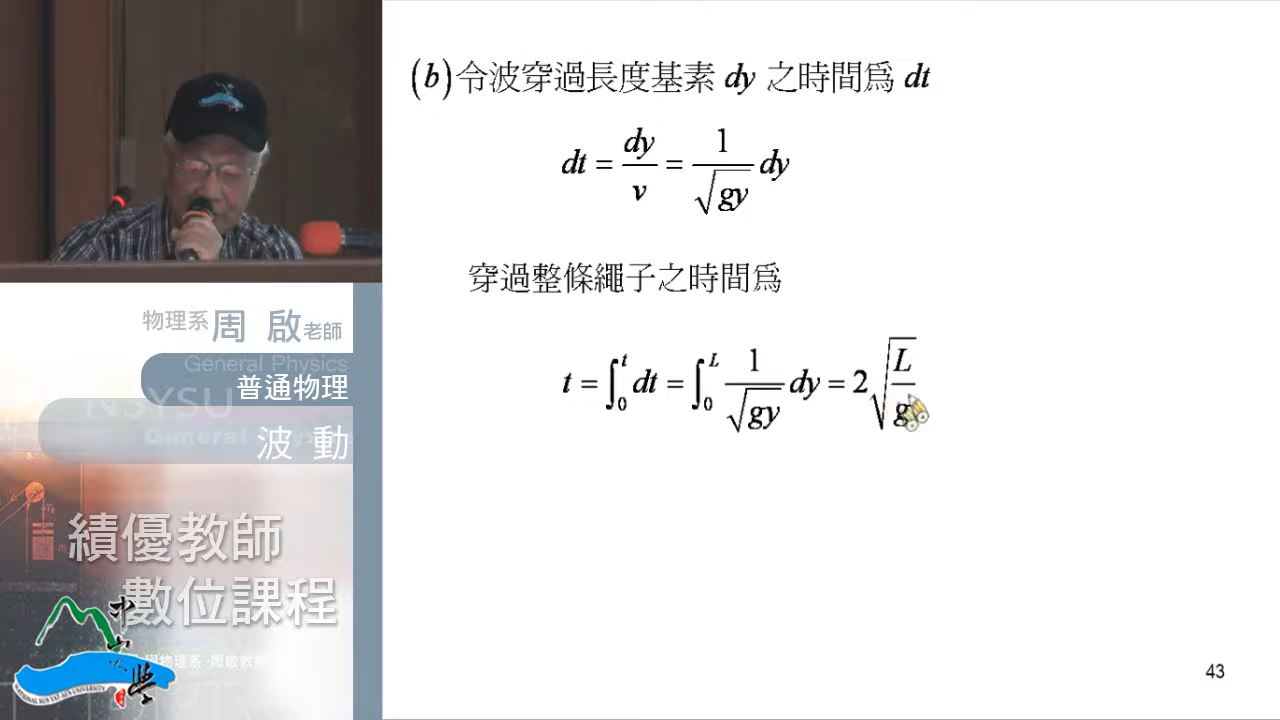 (b)令波穿過長度基素 dy 之時間為 dt
dt = dy/v = 1/√gy dy
穿過整條繩子之時間為
t = ∫₀ᵗ dt = ∫₀ᴸ 1/√gy dy = 2√L/g
43
物理系周 啟老師
General Physics
普通物理
NSYSU
波 動
績優教師
數位課程